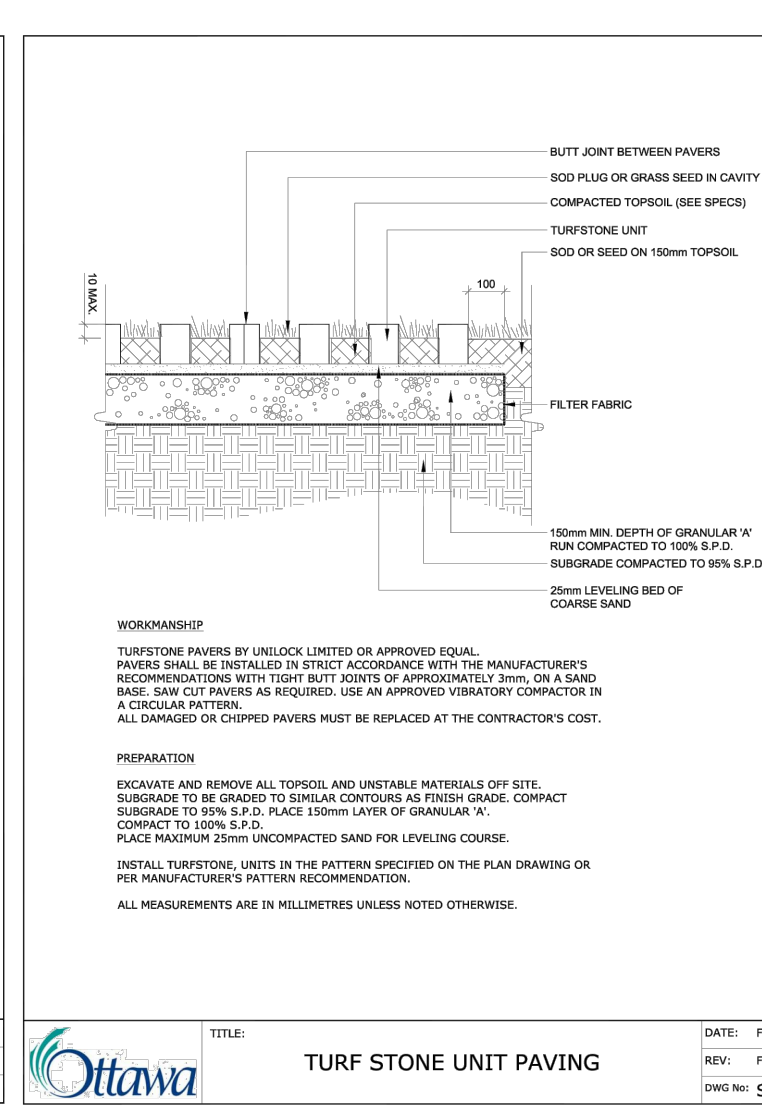 BUTT JOINT BETWEEN PAVERS
SOD PLUG OR GRASS SEED IN CAVITY
COMPACTED TOPSOIL (SEE SPECS)
TURFSTONE UNIT
SOD OR SEED ON 150mm TOPSOIL
10 MAX.
100
FILTER FABRIC
150mm MIN. DEPTH OF GRANULAR 'A'
RUN COMPACTED TO 100% S.P.D.
SUBGRADE COMPACTED TO 95% S.P.D
25mm LEVELING BED OF
COARSE SAND
WORKMANSHIP
TURFSTONE PAVERS BY UNILOCK LIMITED OR APPROVED EQUAL.
PAVERS SHALL BE INSTALLED IN STRICT ACCORDANCE WITH THE MANUFACTURER'S
RECOMMENDATIONS WITH TIGHT BUTT JOINTS OF APPROXIMATELY 3mm, ON A SAND
BASE. SAW CUT PAVERS AS REQUIRED. USE AN APPROVED VIBRATORY COMPACTOR IN
A CIRCULAR PATTERN.
ALL DAMAGED OR CHIPPED PAVERS MUST BE REPLACED AT THE CONTRACTOR'S COST.
PREPARATION
EXCAVATE AND REMOVE ALL TOPSOIL AND UNSTABLE MATERIALS OFF SITE.
SUBGRADE TO BE GRADED TO SIMILAR CONTOURS AS FINISH GRADE. COMPACT
SUBGRADE TO 95% S.P.D. PLACE 150mm LAYER OF GRANULAR 'A'.
COMPACT TO 100% S.P.D.
PLACE MAXIMUM 25mm UNCOMPACTED SAND FOR LEVELING COURSE.
INSTALL TURFSTONE, UNITS IN THE PATTERN SPECIFIED ON THE PLAN DRAWING OR
PER MANUFACTURER'S PATTERN RECOMMENDATION.
ALL MEASUREMENTS ARE IN MILLIMETRES UNLESS NOTED OTHERWISE.
Ottawa
TITLE:
TURF STONE UNIT PAVING
DATE: F
REV: F
DWG No: S